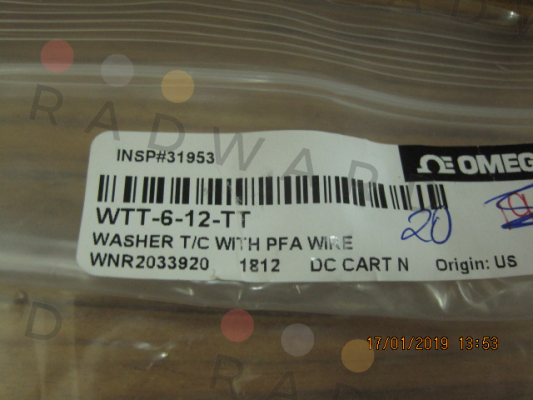 INSP#31953
OMEG
WTT-6-12-TT
20
WASHER T/C WITH PFA WIRE
WNR2033920 1812 DC CART N Origin: US
17/01/2019 13:53
RADWA